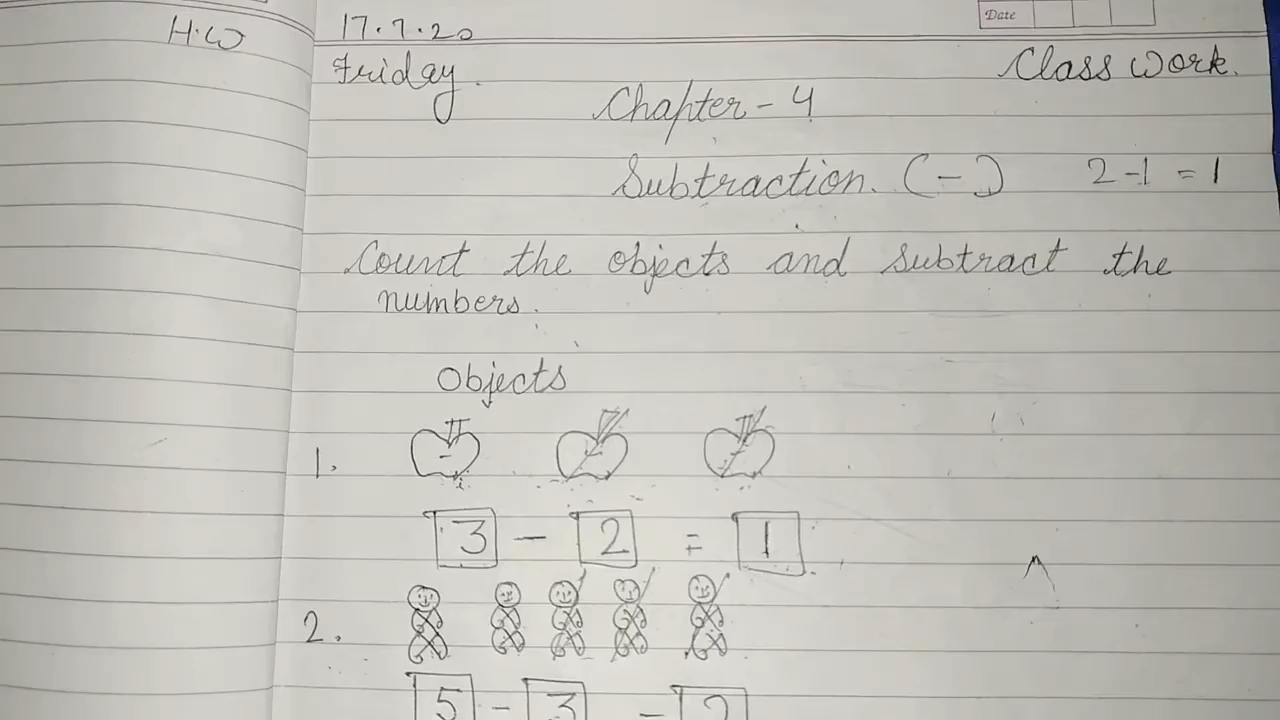 H.W
17.7.20
Date
Friday.
Class Work.
Chapter - 4
Subtraction. (-) 2-1 = 1
Count the objects and subtract the
numbers.
Objects
1.
3 - 2 = 1
2.
5 - 3 = 2